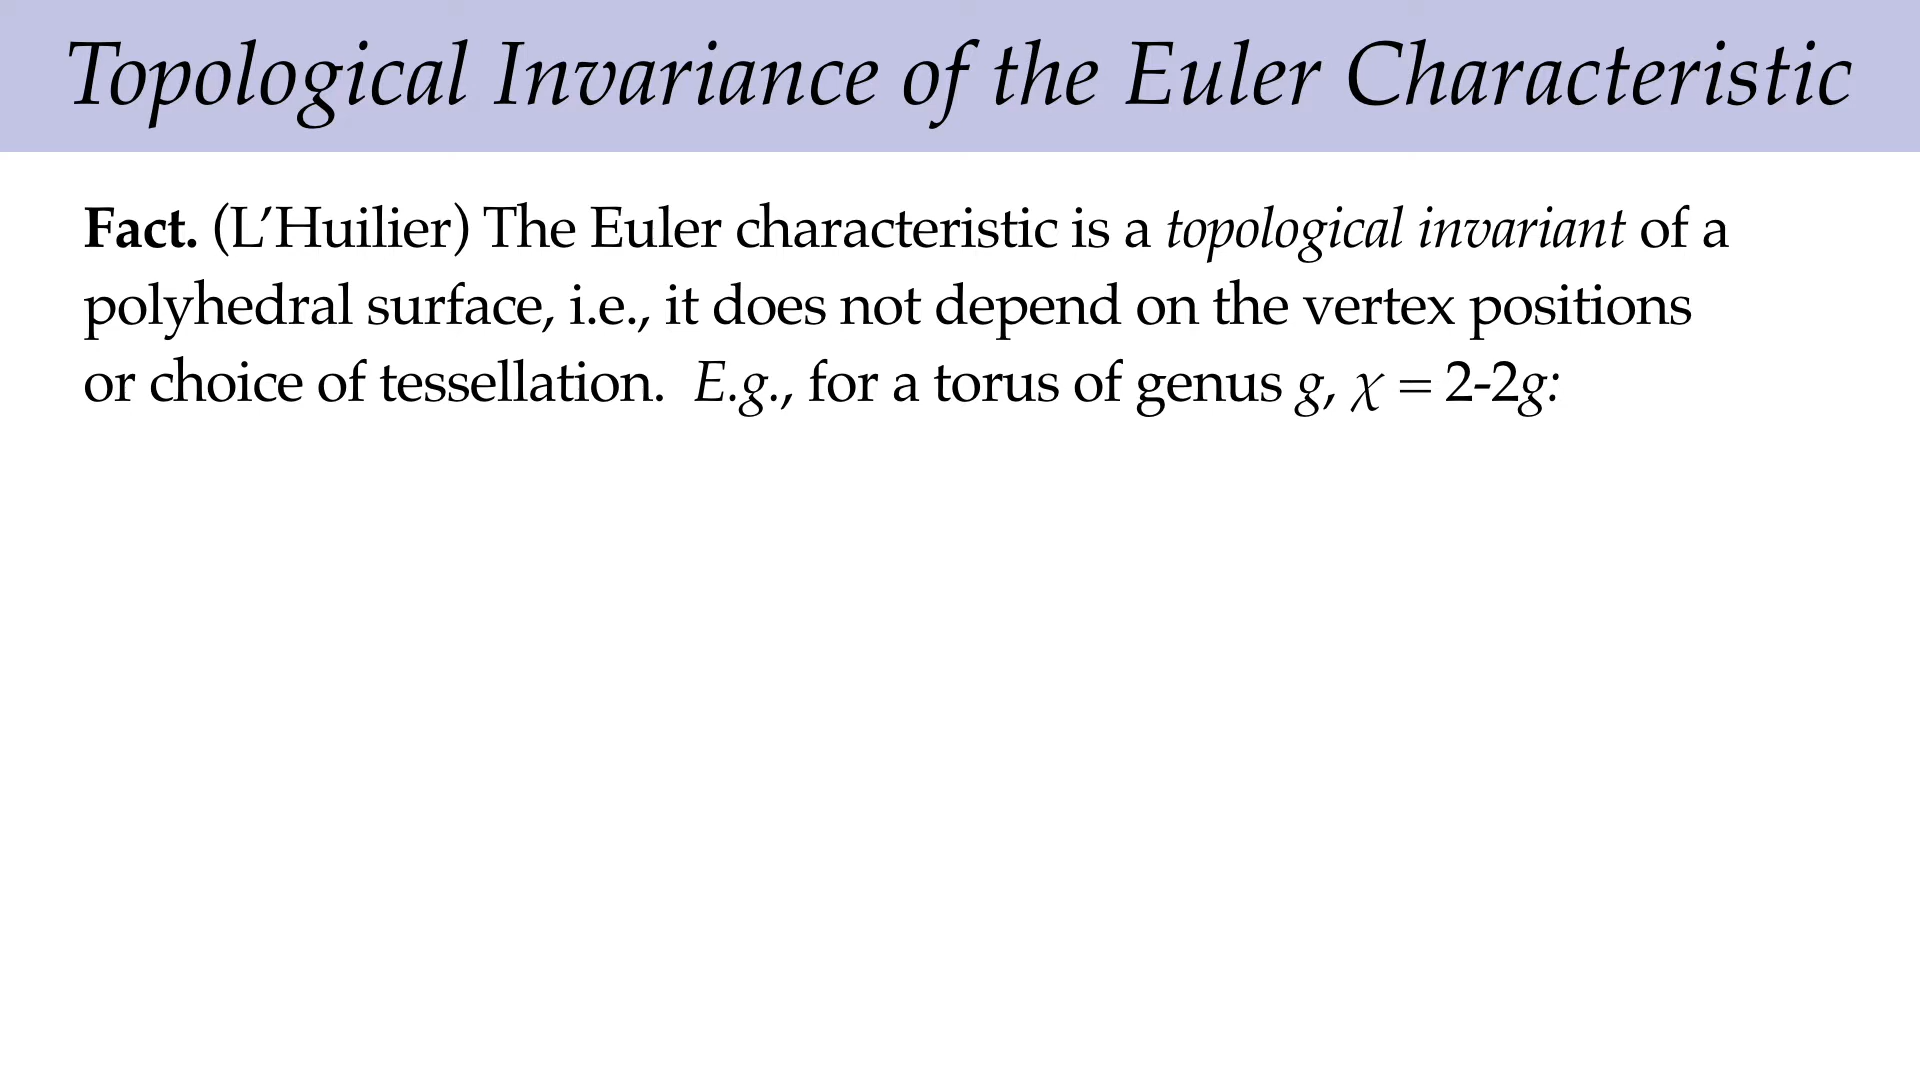 Topological Invariance of the Euler Characteristic
Fact. (L’Huilier) The Euler characteristic is a topological invariant of a
polyhedral surface, i.e., it does not depend on the vertex positions
or choice of tessellation. E.g., for a torus of genus g, χ = 2-2g: